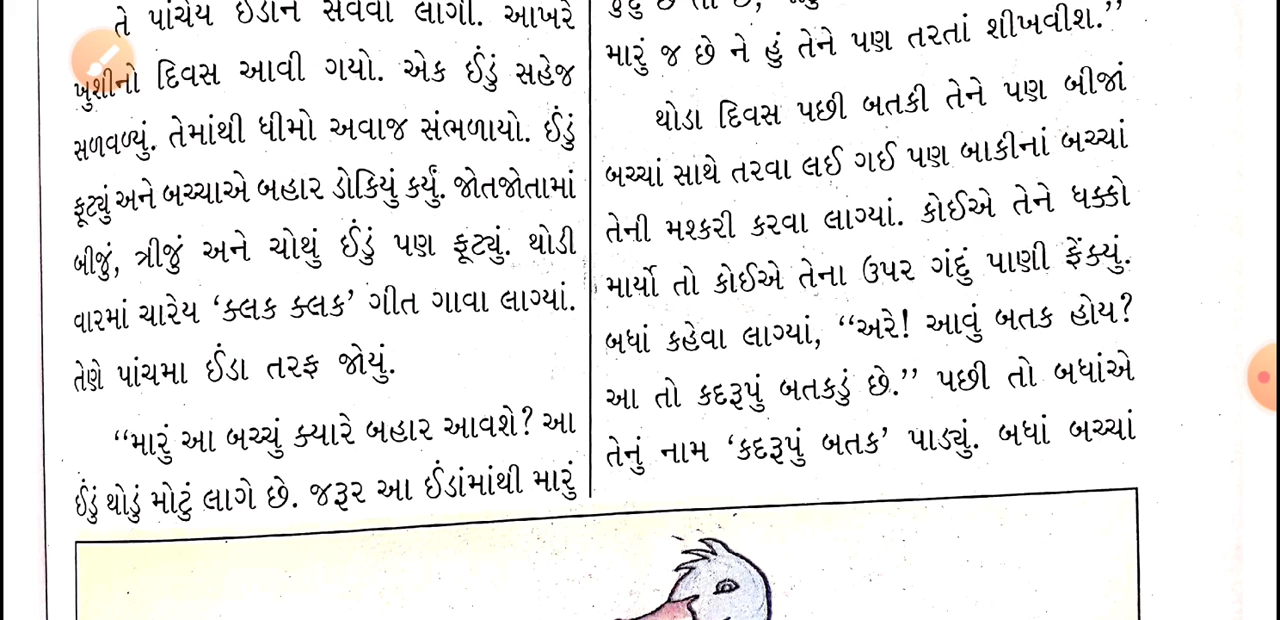 તે પાંચેય ઈંડાંને સેવવા લાગી. આખરે
ખુશીનો દિવસ આવી ગયો. એક ઈંડું સહેજ
સળવળ્યું. તેમાંથી ધીમો અવાજ સંભળાયો. ઈંડું
ફૂટ્યું અને બચ્ચાએ બહાર ડોકિયું કર્યું. જોતજોતામાં
બીજું, ત્રીજું અને ચોથું ઈંડું પણ ફૂટ્યું. થોડી
વારમાં ચારેય ‘ક્લક ક્લક’ ગીત ગાવા લાગ્યાં.
તેણે પાંચમા ઈંડા તરફ જોયું.
“મારું આ બચ્ચું ક્યારે બહાર આવશે? આ
ઈંડું થોડું મોટું લાગે છે. જરૂર આ ઈંડાંમાંથી મારું
મારું જ છે ને હું તેને પણ તરતાં શીખવીશ.”
થોડા દિવસ પછી બતકી તેને પણ બીજાં
બચ્ચાં સાથે તરવા લઈ ગઈ પણ બાકીનાં બચ્ચાં
તેની મશ્કરી કરવા લાગ્યાં. કોઈએ તેને ધક્કો
માર્યો તો કોઈએ તેના ઉપર ગંદું પાણી ફેંક્યું.
બધાં કહેવા લાગ્યાં, “અરે! આવું બતક હોય?
આ તો કદરૂપું બતકડું છે.” પછી તો બધાંએ
તેનું નામ ‘કદરૂપું બતક’ પાડ્યું. બધાં બચ્ચાં